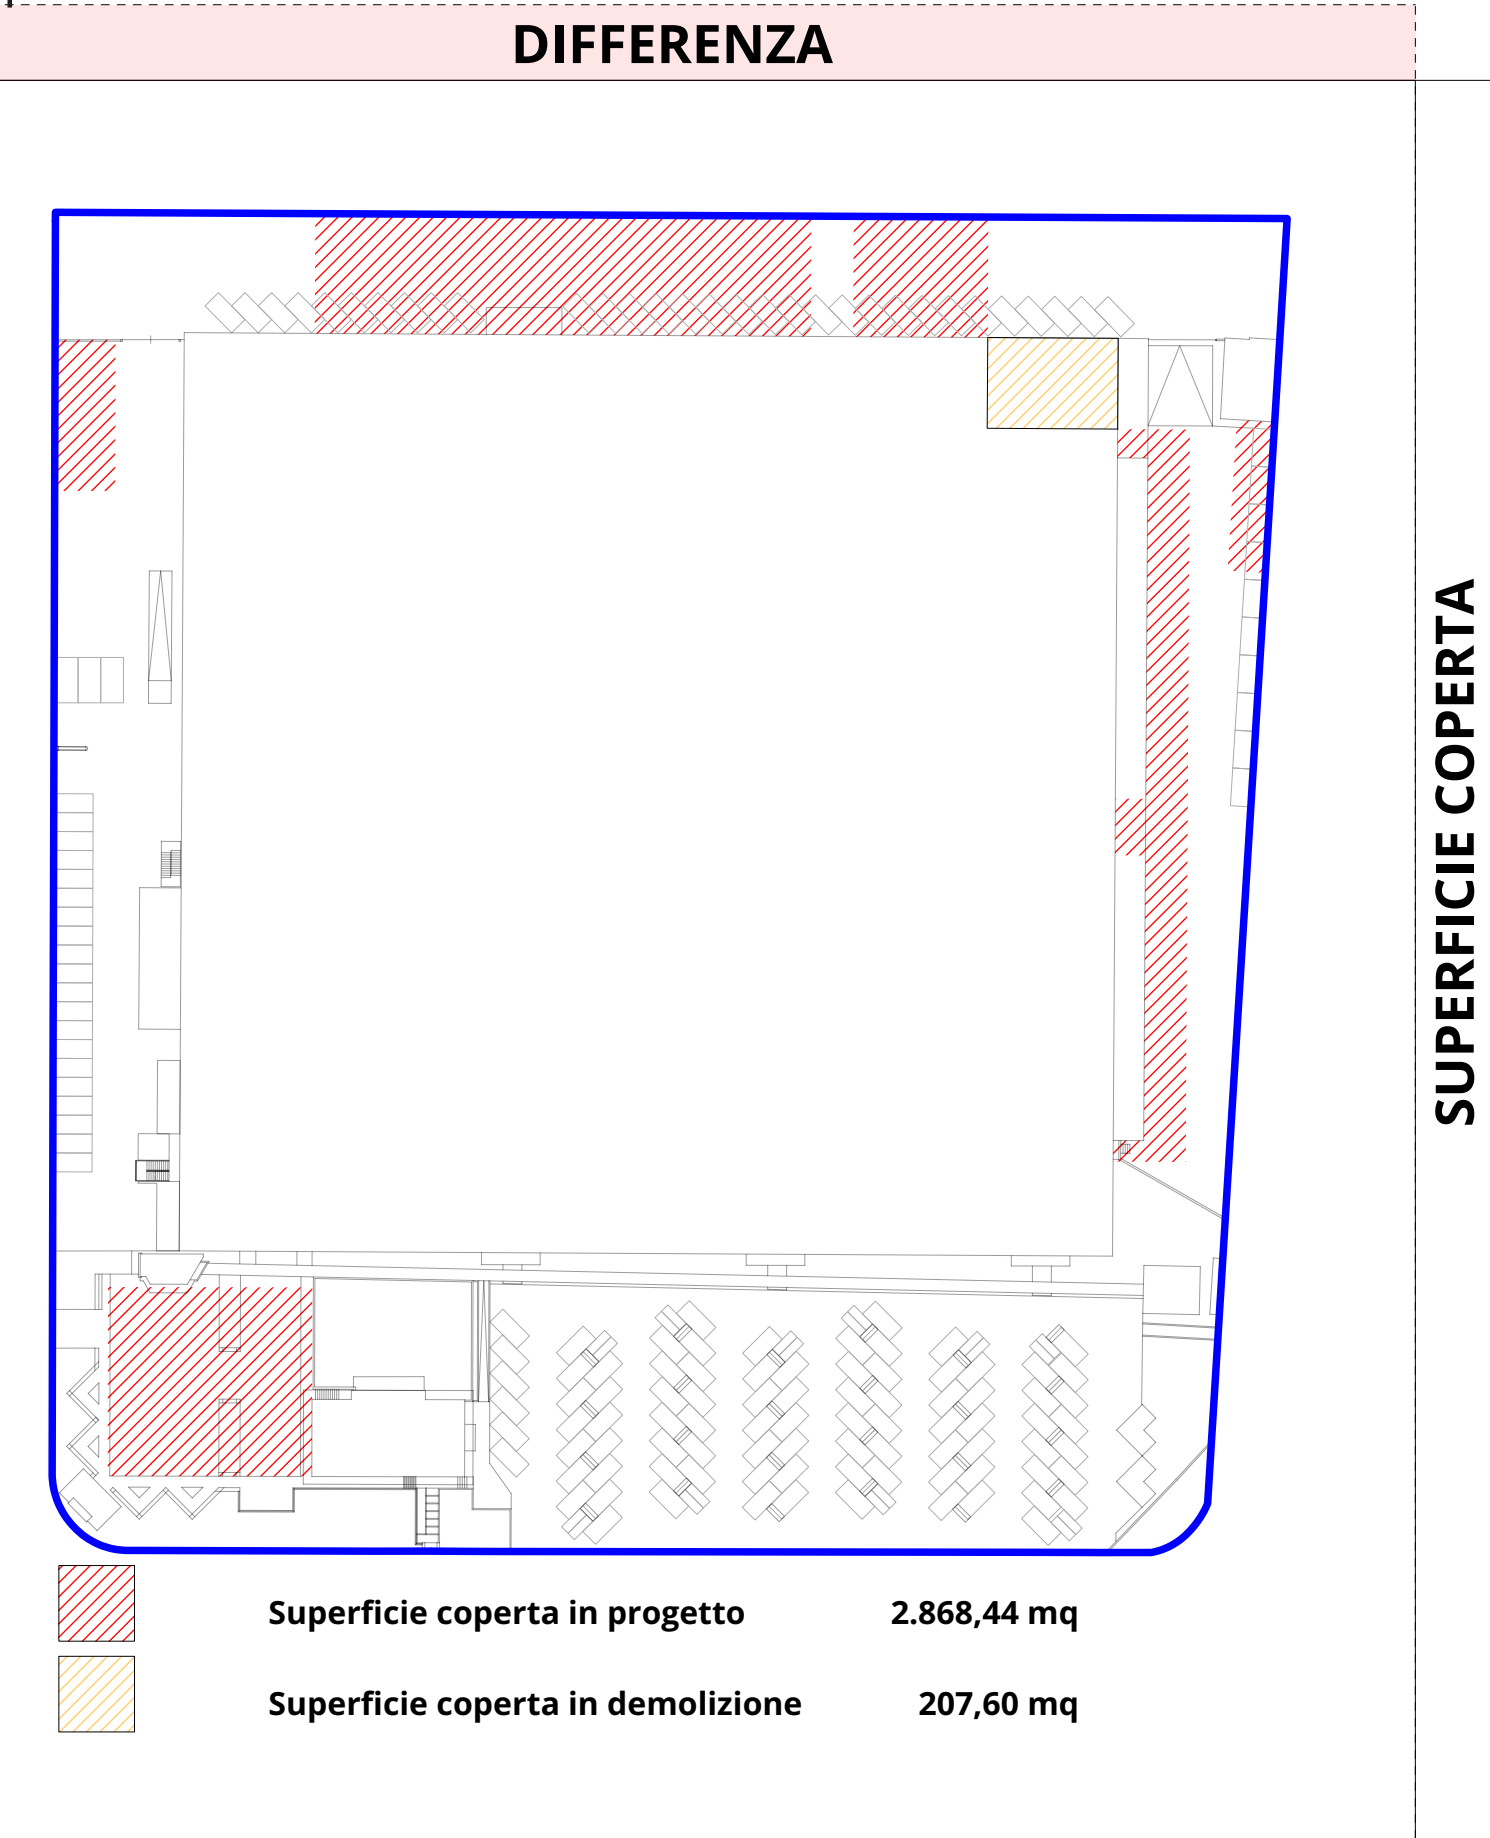 DIFFERENZA
SUPERFICIE COPERTA
Superficie coperta in progetto 2.868,44 mq
Superficie coperta in demolizione 207,60 mq